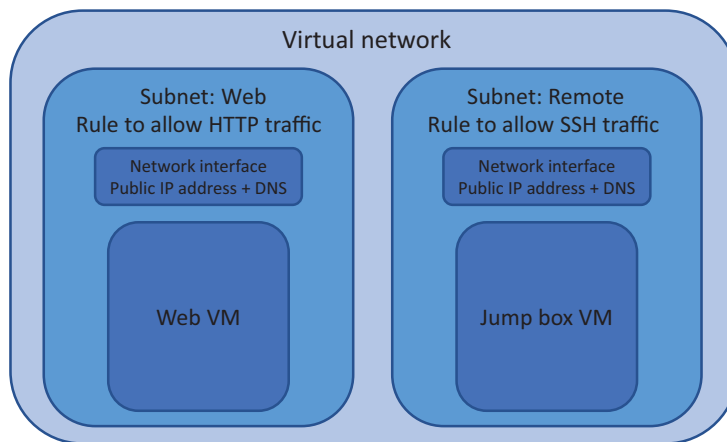 Virtual network
Subnet: Web
Rule to allow HTTP traffic
Network interface
Public IP address + DNS
Web VM
Subnet: Remote
Rule to allow SSH traffic
Network interface
Public IP address + DNS
Jump box VM